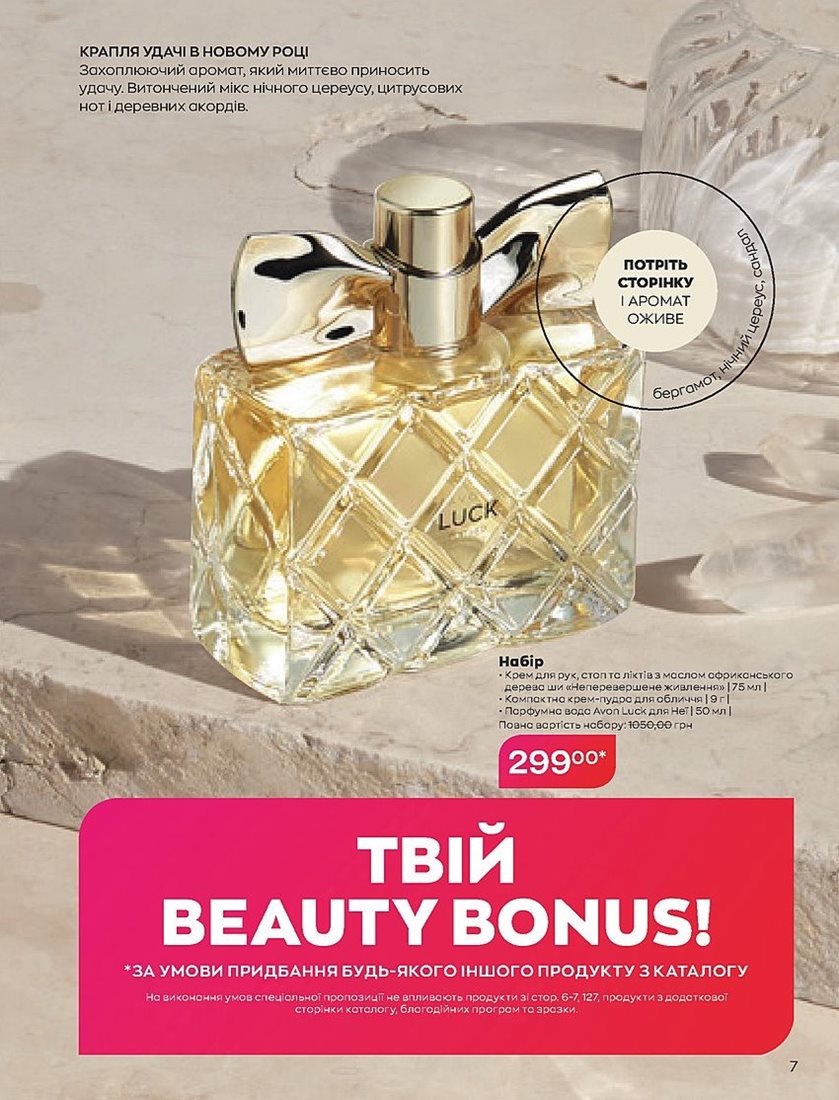 КРАПЛЯ УДАЧІ В НОВОМУ РОЦІ
Захоплюючий аромат, який миттєво приносить
удачу. Витончений мікс нічного цереусу, цитрусових
нот і деревних акордів.
ПОТРІТЬ
СТОРІНКУ
І АРОМАТ
ОЖИВЕ
бергамот, нічний цереус, сандал
LUCK
Набір
• Крем для рук, стоп та ліктів з маслом африканського
дерева ши «Неперевершене живлення» | 75 мл |
• Компактна крем-пудра для обличчя | 9 г |
• Парфумна вода Avon Luck для Неї | 50 мл |
Повна вартість набору: 1050,00 грн
299⁰⁰*
ТВІЙ
BEAUTY BONUS!
*ЗА УМОВИ ПРИДБАННЯ БУДЬ-ЯКОГО ІНШОГО ПРОДУКТУ З КАТАЛОГУ
На виконання умов спеціальної пропозиції не впливають продукти зі стор. 6-7, 127, продукти з додаткової
сторінки каталогу, благодійних програм та зразки.
7